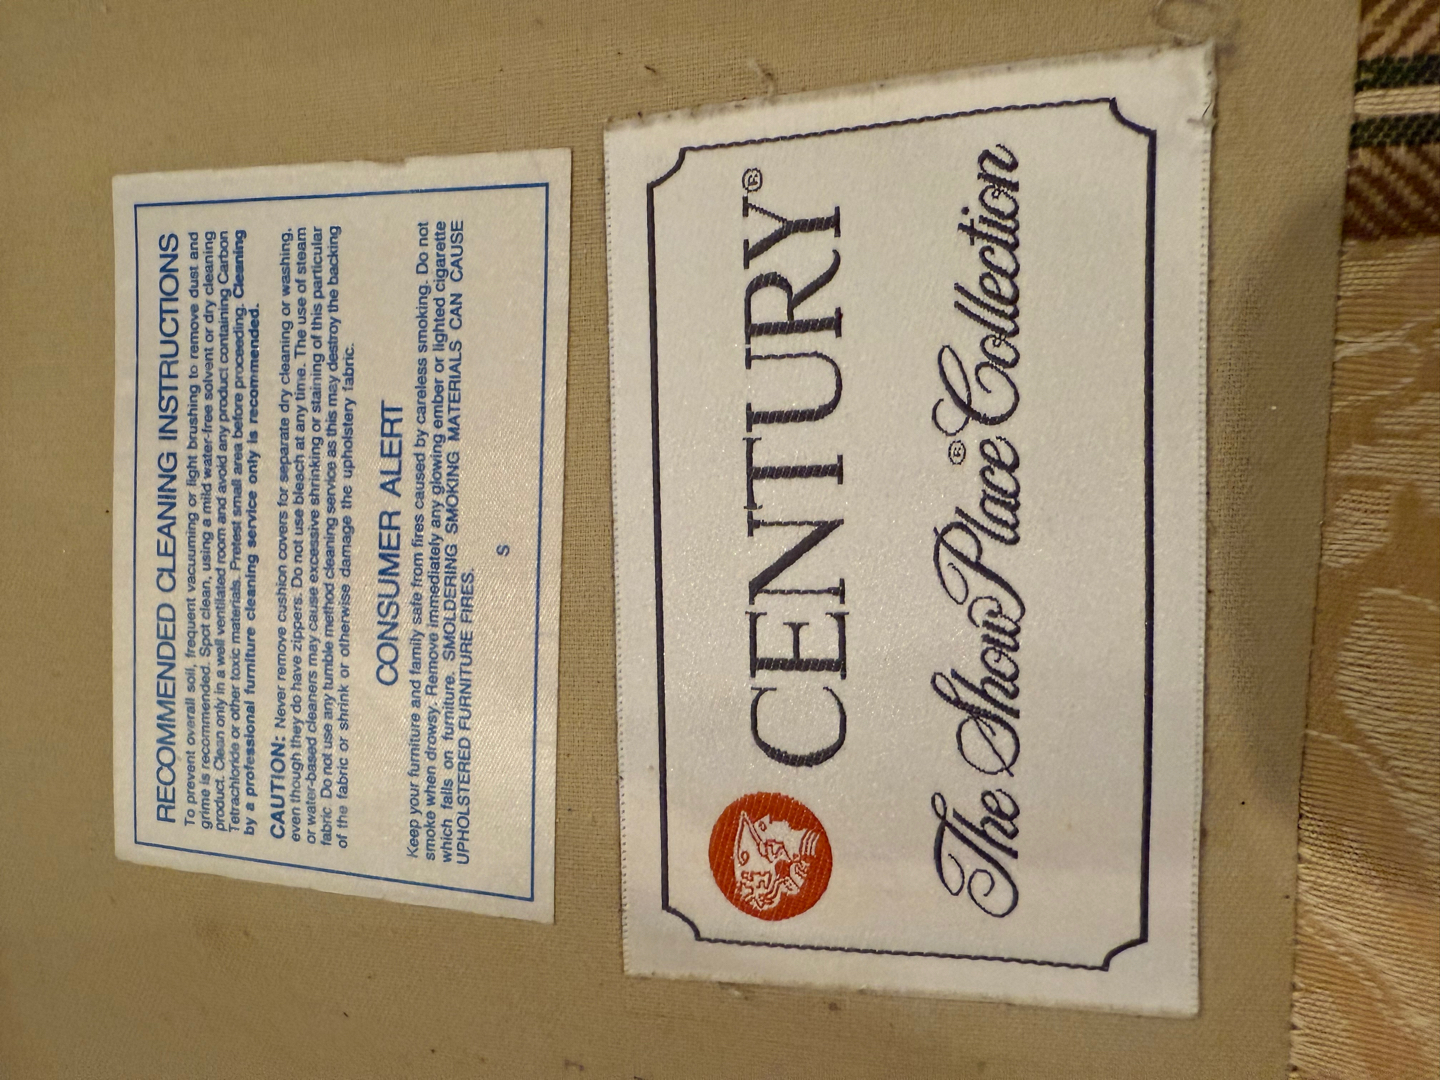 RECOMMENDED CLEANING INSTRUCTIONS
To prevent overall soil, frequent vacuuming or light brushing to remove dust and
grime is recommended. Spot clean, using a mild water-free solvent or dry cleaning
product. Clean only in a well ventilated room and avoid any product containing Carbon
Tetrachloride or other toxic materials. Pretest small area before proceeding. Cleaning
by a professional furniture cleaning service only is recommended.
CAUTION: Never remove cushion covers for separate dry cleaning or washing,
even though they do have zippers. Do not use bleach at any time. The use of steam
or water-based cleaners may cause excessive shrinking or staining of this particular
fabric. Do not use any tumble method cleaning service as this may destroy the backing
of the fabric or shrink or otherwise damage the upholstery fabric.
CONSUMER ALERT
Keep your furniture and family safe from fires caused by careless smoking. Do not
smoke when drowsy. Remove immediately any glowing ember or lighted cigarette
which falls on furniture. SMOLDERING SMOKING MATERIALS CAN CAUSE
UPHOLSTERED FURNITURE FIRES.
S
CENTURY®
The ShowPlace® Collection